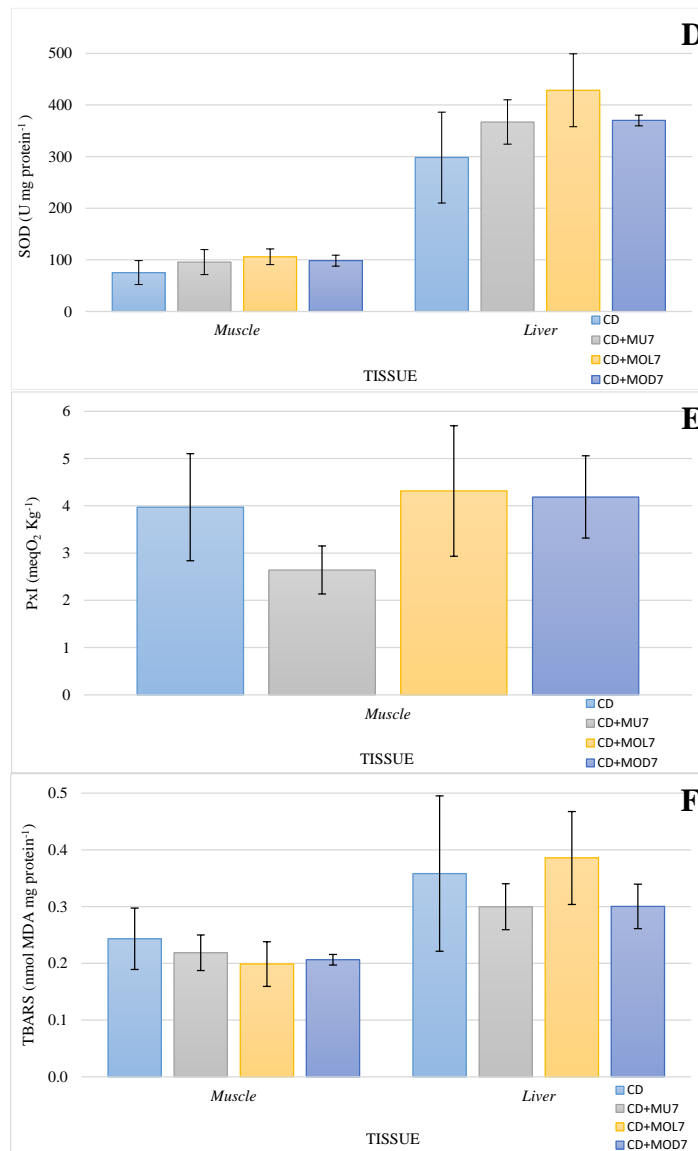 D
500
400
300
200
100
0
SOD (U mg protein⁻¹)
Muscle Liver
TISSUE
CD
CD+MU7
CD+MOL7
CD+MOD7
E
6
5
4
3
2
1
0
PxI (meqO₂ Kg⁻¹)
Muscle
TISSUE
CD
CD+MU7
CD+MOL7
CD+MOD7
F
0.5
0.4
0.3
0.2
0.1
0.0
TBARS (nmol MDA mg protein⁻¹)
Muscle Liver
TISSUE
CD
CD+MU7
CD+MOL7
CD+MOD7